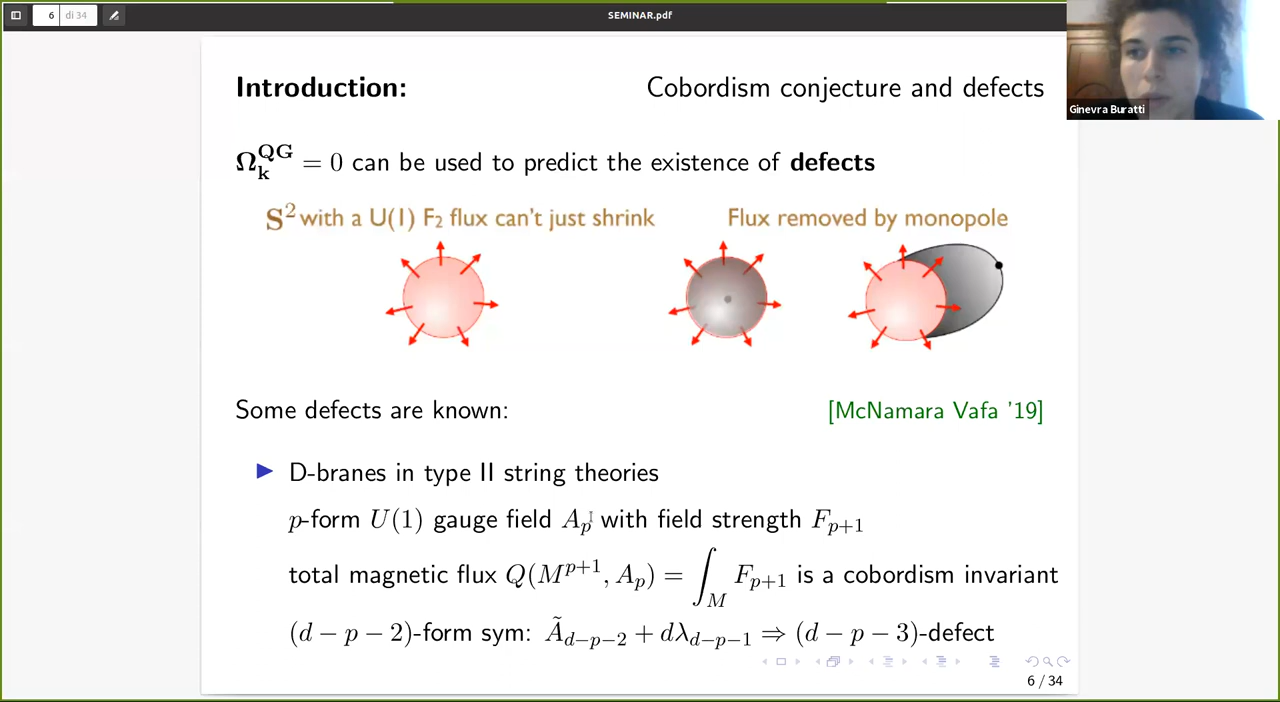 6 di 34 SEMINAR.pdf
Ginevra Buratti
Introduction: Cobordism conjecture and defects
Ω_k^QG = 0 can be used to predict the existence of defects
S² with a U(1) F₂ flux can't just shrink Flux removed by monopole
Some defects are known: [McNamara Vafa '19]
▶ D-branes in type II string theories
p-form U(1) gauge field A_p with field strength F_{p+1}
total magnetic flux Q(M^{p+1}, A_p) = ∫_M F_{p+1} is a cobordism invariant
(d − p − 2)-form sym: Ã_{d−p−2} + dλ_{d−p−1} ⇒ (d − p − 3)-defect
6 / 34